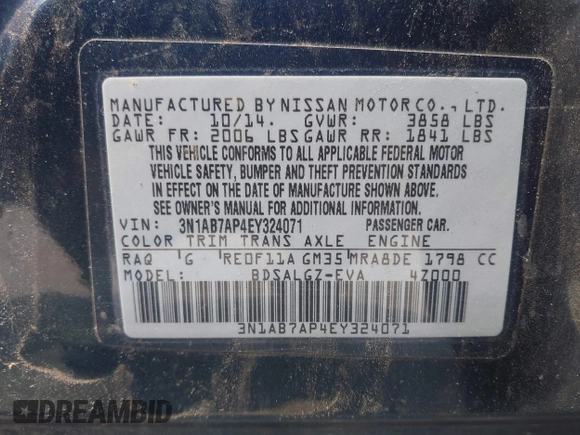 MANUFACTURED BY NISSAN MOTOR CO., LTD.
DATE: 10/14. GVWR: 3858 LBS
GAWR FR: 2006 LBS GAWR RR: 1841 LBS
THIS VEHICLE CONFORMS TO ALL APPLICABLE FEDERAL MOTOR
VEHICLE SAFETY, BUMPER AND THEFT PREVENTION STANDARDS
IN EFFECT ON THE DATE OF MANUFACTURE SHOWN ABOVE.
SEE OWNER'S MANUAL FOR ADDITIONAL INFORMATION.
VIN: 3N1AB7AP4EY324071 PASSENGER CAR.
COLOR TRIM TRANS AXLE ENGINE
RAQ 'G 'RE0F11A GM35 MRA8DE 1798 CC
MODEL: BDSALGZ-EVA 4Z000
3N1AB7AP4EY324071
DREAMBID